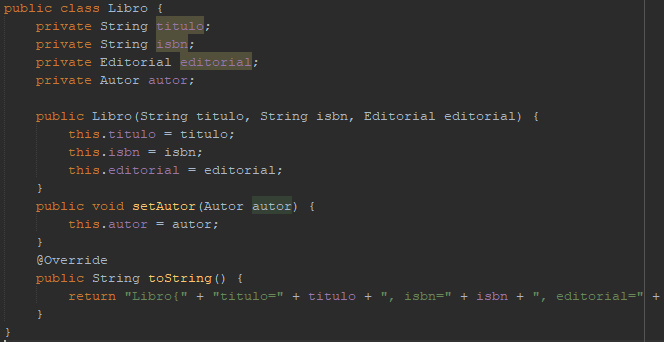 public class Libro {
    private String titulo;
    private String isbn;
    private Editorial editorial;
    private Autor autor;

    public Libro(String titulo, String isbn, Editorial editorial) {
        this.titulo = titulo;
        this.isbn = isbn;
        this.editorial = editorial;
    }
    public void setAutor(Autor autor) {
        this.autor = autor;
    }
    @Override
    public String toString() {
        return "Libro{" + "titulo=" + titulo + ", isbn=" + isbn + ", editorial=" +
    }
}